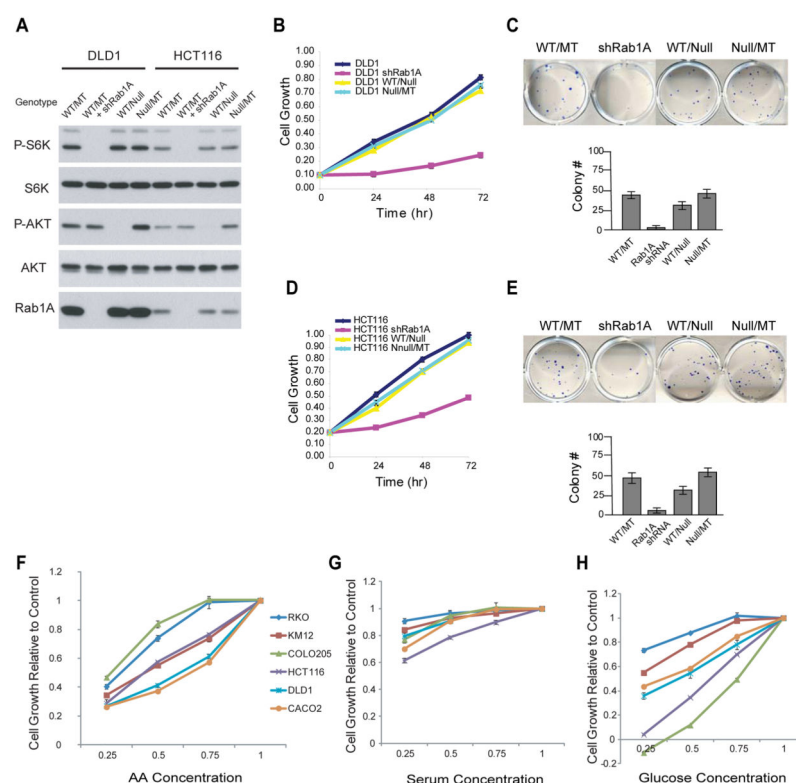 A
DLD1 HCT116
Genotype WT/MT WT/MT + shRab1A WT/Null Null/MT WT/MT WT/MT + shRab1A WT/Null Null/MT
P-S6K
S6K
P-AKT
AKT
Rab1A
B
DLD1
DLD1 shRab1A
DLD1 WT/Null
DLD1 Null/MT
Cell Growth
1.00
0.90
0.80
0.70
0.60
0.50
0.40
0.30
0.20
0.10
0.00
0 24 48 72
Time (hr)
C
WT/MT shRab1A WT/Null Null/MT
Colony #
100
75
50
25
0
WT/MT Rab1A shRNA WT/Null Null/MT
D
HCT116
HCT116 shRab1A
HCT116 WT/Null
HCT116 Nnull/MT
Cell Growth
1.00
0.90
0.80
0.70
0.60
0.50
0.40
0.30
0.20
0.10
0.00
0 24 48 72
Time (hr)
E
WT/MT shRab1A WT/Null Null/MT
Colony #
100
75
50
25
0
WT/MT Rab1A shRNA WT/Null Null/MT
F
Cell Growth Relative to Control
1.2
1
0.8
0.6
0.4
0.2
0
0.25 0.5 0.75 1
AA Concentration
RKO
KM12
COLO205
HCT116
DLD1
CACO2
G
Cell Growth Relative to Control
1.2
1
0.8
0.6
0.4
0.2
0
0.25 0.5 0.75 1
Serum Concentration
H
Cell Growth Relative to Control
1.2
1
0.8
0.6
0.4
0.2
0
-0.2
0.25 0.5 0.75 1
Glucose Concentration